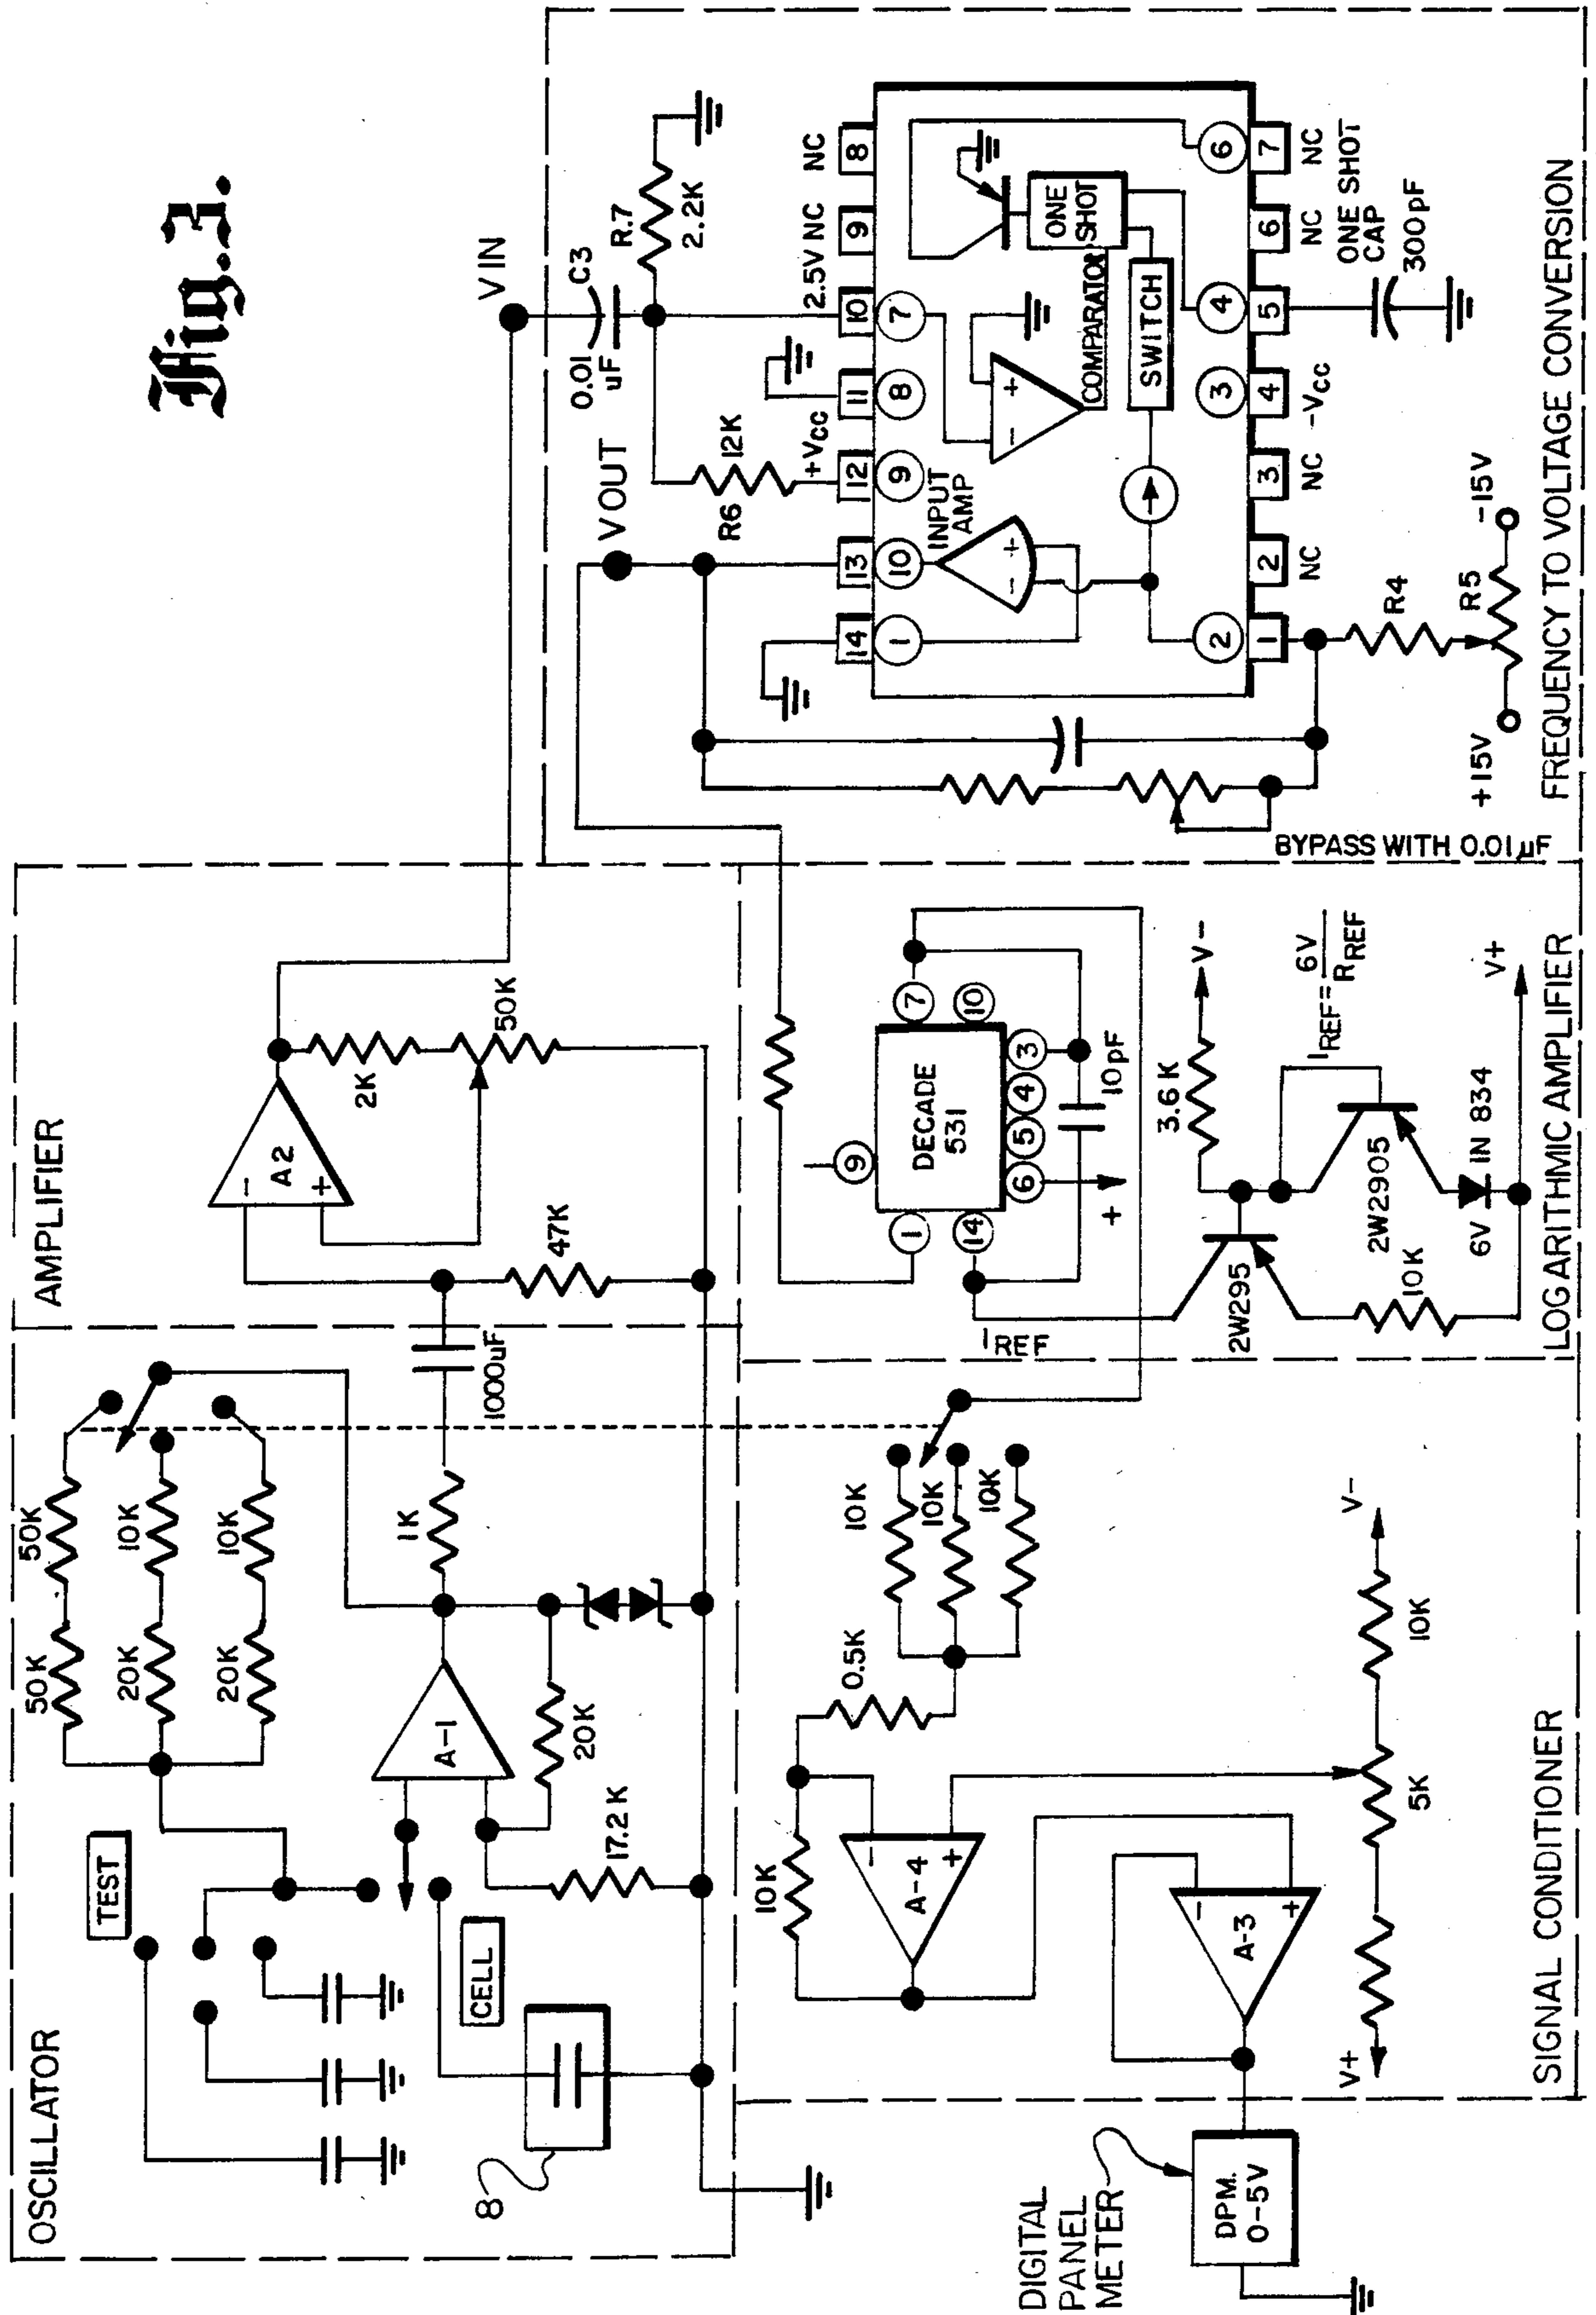 Fig.3.
OSCILLATOR
TEST
50K
50K
20K
10K
20K
10K
A-1
1K
1000uF
20K
17.2K
CELL
8
AMPLIFIER
A2
-
+
2K
50K
47K
V IN
VOUT
0.01
uF
C3
R.7
2.2K
R6
12K
+Vcc
2.5V
NC
NC
14
13
12
11
10
9
8
1
10
9
8
7
INPUT
AMP
-
+
-
+
COMPARATOR
ONE
SHOT
SWITCH
2
3
4
6
1
2
3
4
5
6
7
NC
NC
-Vcc
NC
NC
ONE SHOT
CAP
300pF
R4
R5
+15V
-15V
BYPASS WITH 0.01µF
FREQUENCY TO VOLTAGE CONVERSION
DECADE
531
9
1
14
7
10
6
5
4
3
+
10pF
IREF
3.6K
V-
IREF=6V/RREF
2W295
2W2905
10K
6V
IN 834
V+
LOGARITHMIC AMPLIFIER
10K
10K
10K
0.5K
10K
A-4
-
+
A-3
-
+
V+
5K
10K
V-
SIGNAL CONDITIONER
DIGITAL
PANEL
METER
DPM.
0-5V